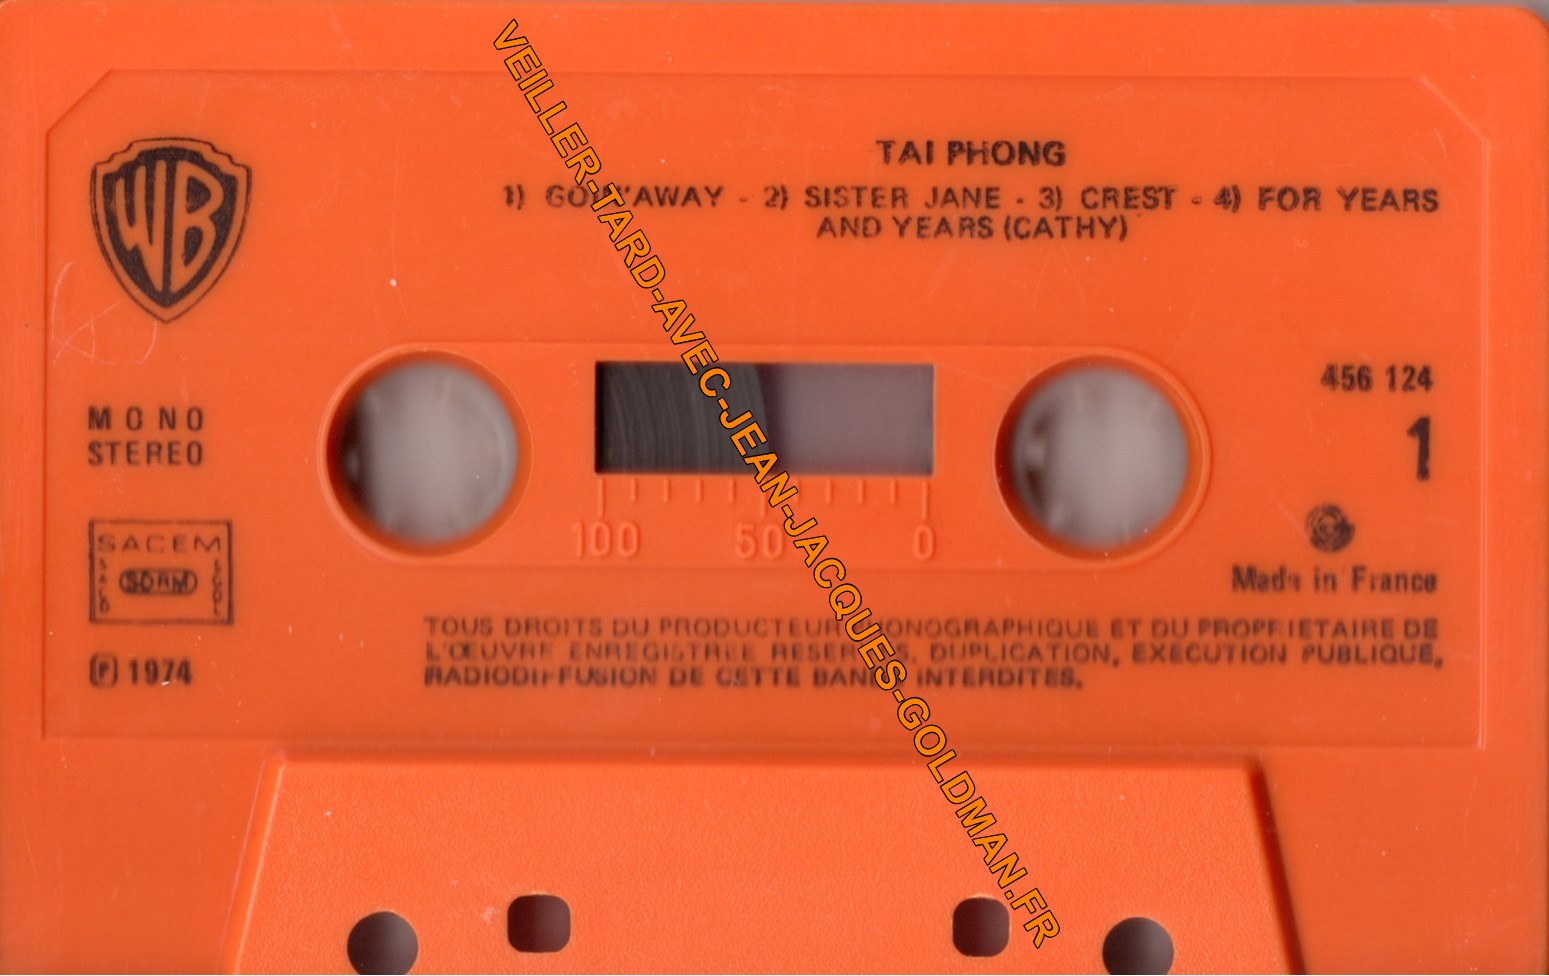 TAI PHONG
1) GOIN'AWAY - 2) SISTER JANE - 3) CREST - 4) FOR YEARS
AND YEARS (CATHY)
WB
456 124
1
MONO
STEREO
100 50 0
SACEM
SACD SDRM SGDL
Made in France
℗ 1974
TOUS DROITS DU PRODUCTEUR PHONOGRAPHIQUE ET DU PROPRIETAIRE DE
L'ŒUVRE ENREGISTREE RESERVES. DUPLICATION, EXECUTION PUBLIQUE,
RADIODIFFUSION DE CETTE BANDE INTERDITES.
VEILLER-TARD-AVEC-JEAN-JACQUES-GOLDMAN.FR